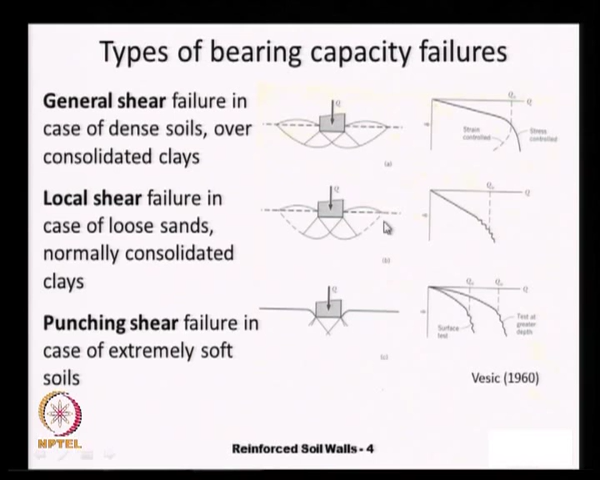 Types of bearing capacity failures
General shear failure in
case of dense soils, over
consolidated clays
Q
Q
Strain
controlled
Stress
controlled
(a)
Local shear failure in
case of loose sands,
normally consolidated
clays
Q
Q
(b)
Punching shear failure in
case of extremely soft
soils
Q
Q
Surface
test
Test at
greater
depth
(c)
Vesic (1960)
NPTEL
Reinforced Soil Walls - 4